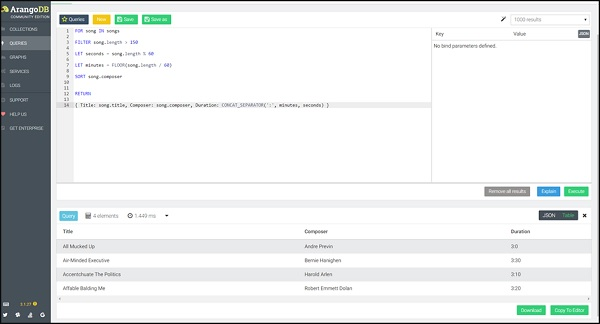 ArangoDB
COMMUNITY EDITION
COLLECTIONS
QUERIES
GRAPHS
SERVICES
LOGS
SUPPORT
HELP US
GET ENTERPRISE
3.1.27
Queries New Save Save as
1000 results
1 FOR song IN songs
2
3 FILTER song.length > 150
4
5 LET seconds = song.length % 60
6
7 LET minutes = FLOOR(song.length / 60)
8
9 SORT song.composer
10
11
12 RETURN
13
14 { Title: song.title, Composer: song.composer, Duration: CONCAT_SEPARATOR(':', minutes, seconds) }
Key Value JSON
No bind parameters defined.
Remove all results Explain Execute
Query 4 elements 1.449 ms JSON Table
Title Composer Duration
All Mucked Up Andre Previn 3:0
Air-Minded Executive Bernie Hanighen 3:30
Accentchuate The Politics Harold Arlen 3:10
Affable Balding Me Robert Emmett Dolan 3:20
Download Copy To Editor